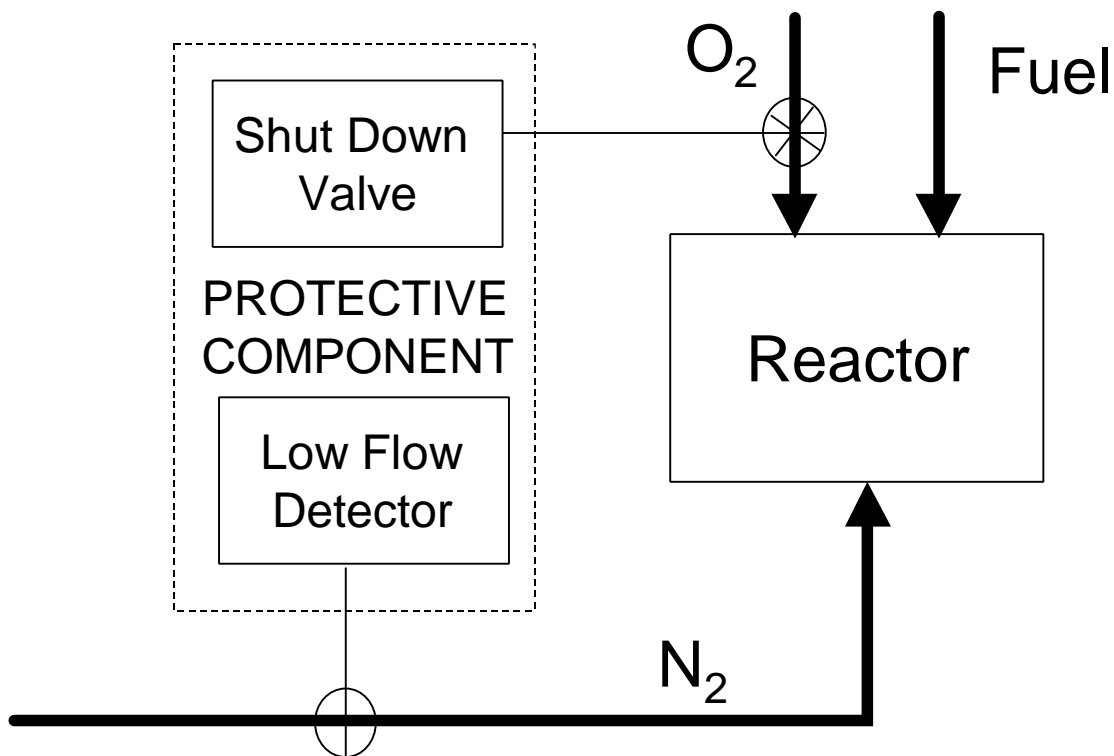 O2
Fuel
Shut Down
Valve
PROTECTIVE
COMPONENT
Reactor
Low Flow
Detector
N2